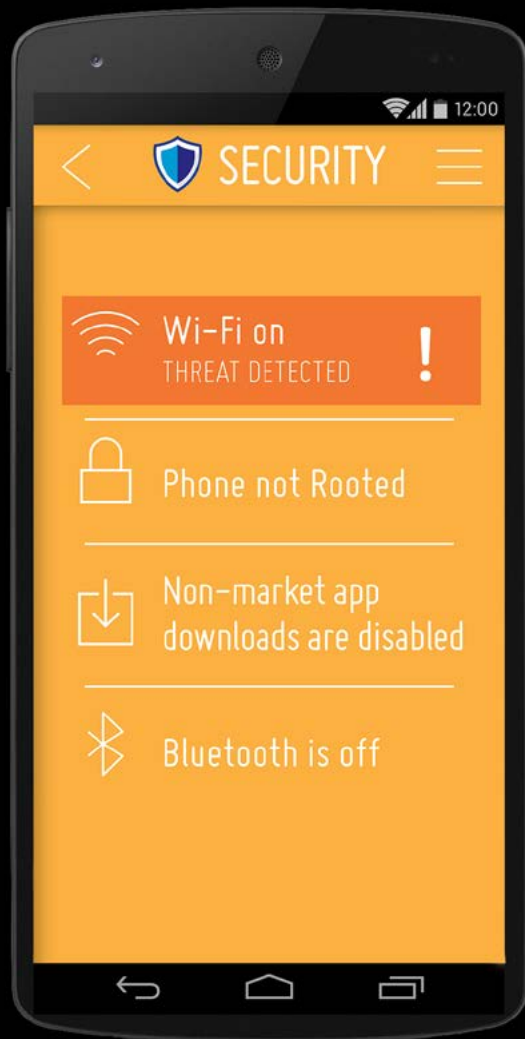 12:00
SECURITY
Wi-Fi on
THREAT DETECTED
!
Phone not Rooted
Non-market app
downloads are disabled
Bluetooth is off